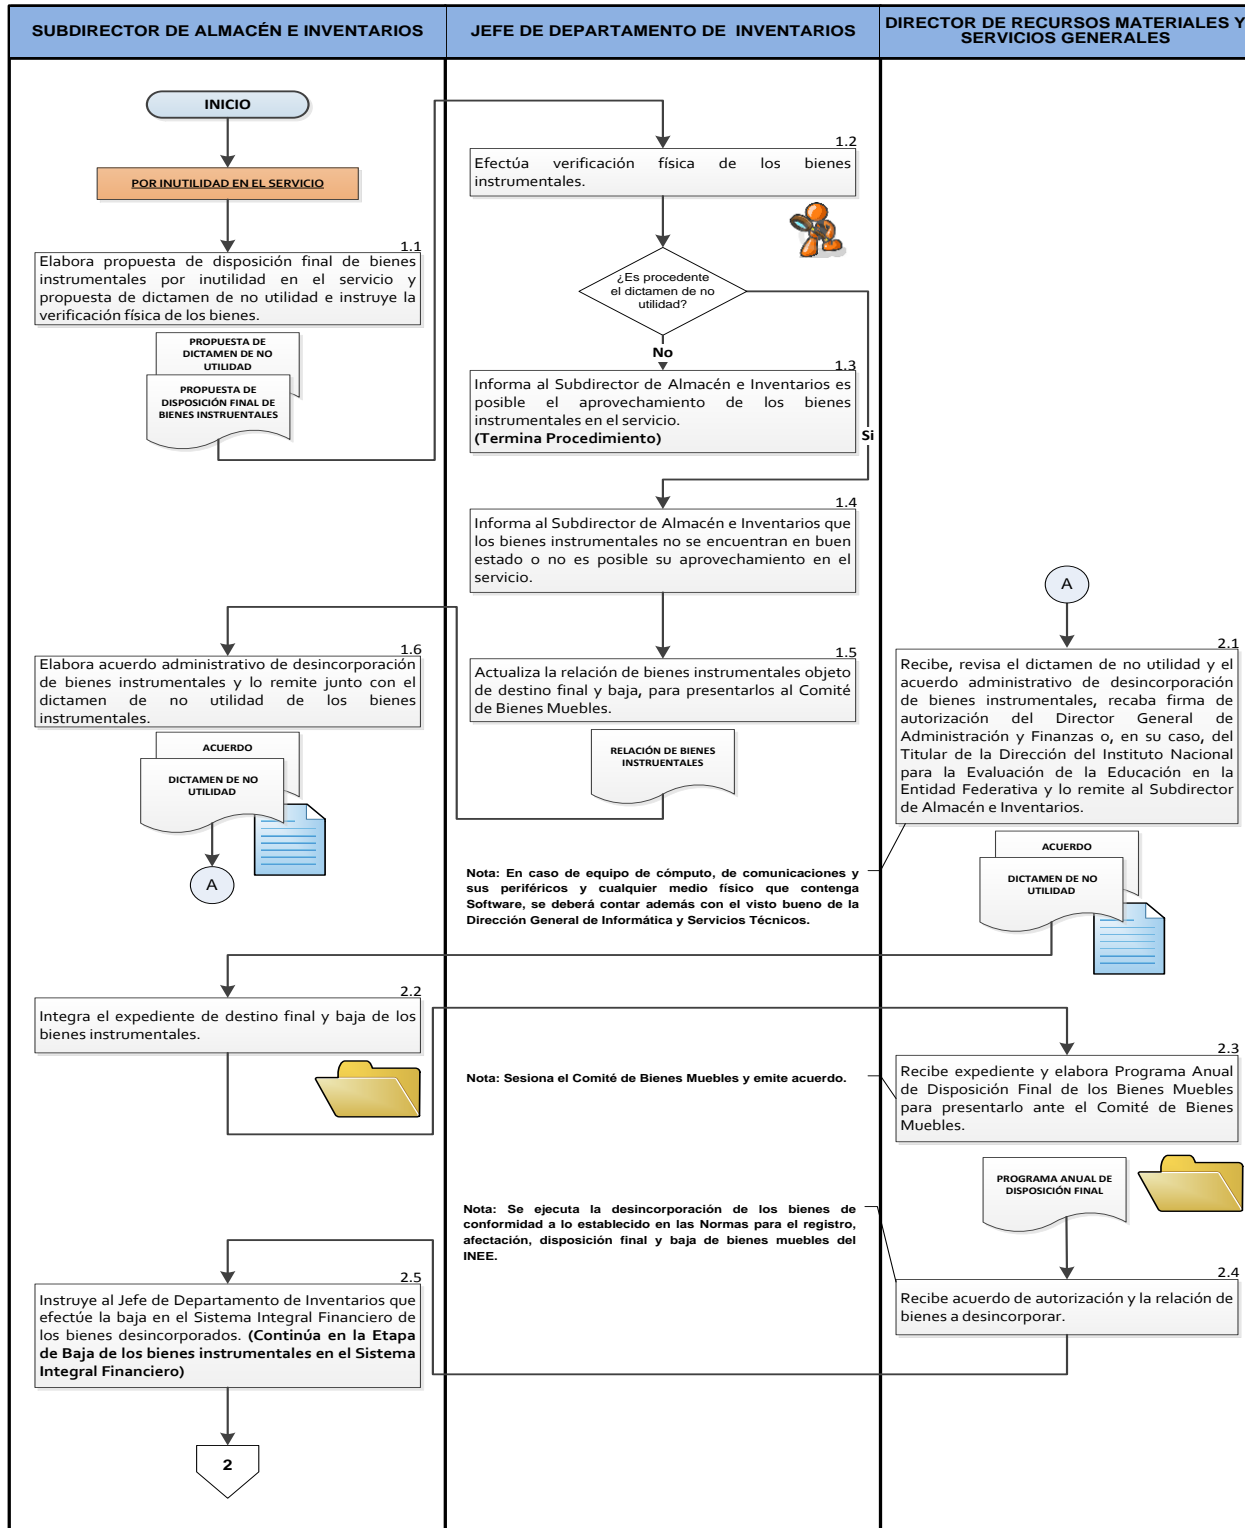 SUBDIRECTOR DE ALMACÉN E INVENTARIOS
JEFE DE DEPARTAMENTO DE INVENTARIOS
DIRECTOR DE RECURSOS MATERIALES Y
SERVICIOS GENERALES
INICIO
POR INUTILIDAD EN EL SERVICIO
1.1
Elabora propuesta de disposición final de bienes
instrumentales por inutilidad en el servicio y
propuesta de dictamen de no utilidad e instruye la
verificación física de los bienes.
PROPUESTA DE
DICTAMEN DE NO
UTILIDAD
PROPUESTA DE
DISPOSICIÓN FINAL DE
BIENES INSTRUENTALES
1.2
Efectúa verificación física de los bienes
instrumentales.
¿Es procedente
el dictamen de no
utilidad?
No
Si
1.3
Informa al Subdirector de Almacén e Inventarios es
posible el aprovechamiento de los bienes
instrumentales en el servicio.
(Termina Procedimiento)
1.4
Informa al Subdirector de Almacén e Inventarios que
los bienes instrumentales no se encuentran en buen
estado o no es posible su aprovechamiento en el
servicio.
1.5
Actualiza la relación de bienes instrumentales objeto
de destino final y baja, para presentarlos al Comité
de Bienes Muebles.
RELACIÓN DE BIENES
INSTRUENTALES
1.6
Elabora acuerdo administrativo de desincorporación
de bienes instrumentales y lo remite junto con el
dictamen de no utilidad de los bienes
instrumentales.
ACUERDO
DICTAMEN DE NO
UTILIDAD
A
A
2.1
Recibe, revisa el dictamen de no utilidad y el
acuerdo administrativo de desincorporación
de bienes instrumentales, recaba firma de
autorización del Director General de
Administración y Finanzas o, en su caso, del
Titular de la Dirección del Instituto Nacional
para la Evaluación de la Educación en la
Entidad Federativa y lo remite al Subdirector
de Almacén e Inventarios.
ACUERDO
DICTAMEN DE NO
UTILIDAD
Nota: En caso de equipo de cómputo, de comunicaciones y
sus periféricos y cualquier medio físico que contenga
Software, se deberá contar además con el visto bueno de la
Dirección General de Informática y Servicios Técnicos.
2.2
Integra el expediente de destino final y baja de los
bienes instrumentales.
2.3
Recibe expediente y elabora Programa Anual
de Disposición Final de los Bienes Muebles
para presentarlo ante el Comité de Bienes
Muebles.
Nota: Sesiona el Comité de Bienes Muebles y emite acuerdo.
PROGRAMA ANUAL DE
DISPOSICIÓN FINAL
Nota: Se ejecuta la desincorporación de los bienes de
conformidad a lo establecido en las Normas para el registro,
afectación, disposición final y baja de bienes muebles del
INEE.
2.4
Recibe acuerdo de autorización y la relación de
bienes a desincorporar.
2.5
Instruye al Jefe de Departamento de Inventarios que
efectúe la baja en el Sistema Integral Financiero de
los bienes desincorporados. (Continúa en la Etapa
de Baja de los bienes instrumentales en el Sistema
Integral Financiero)
2